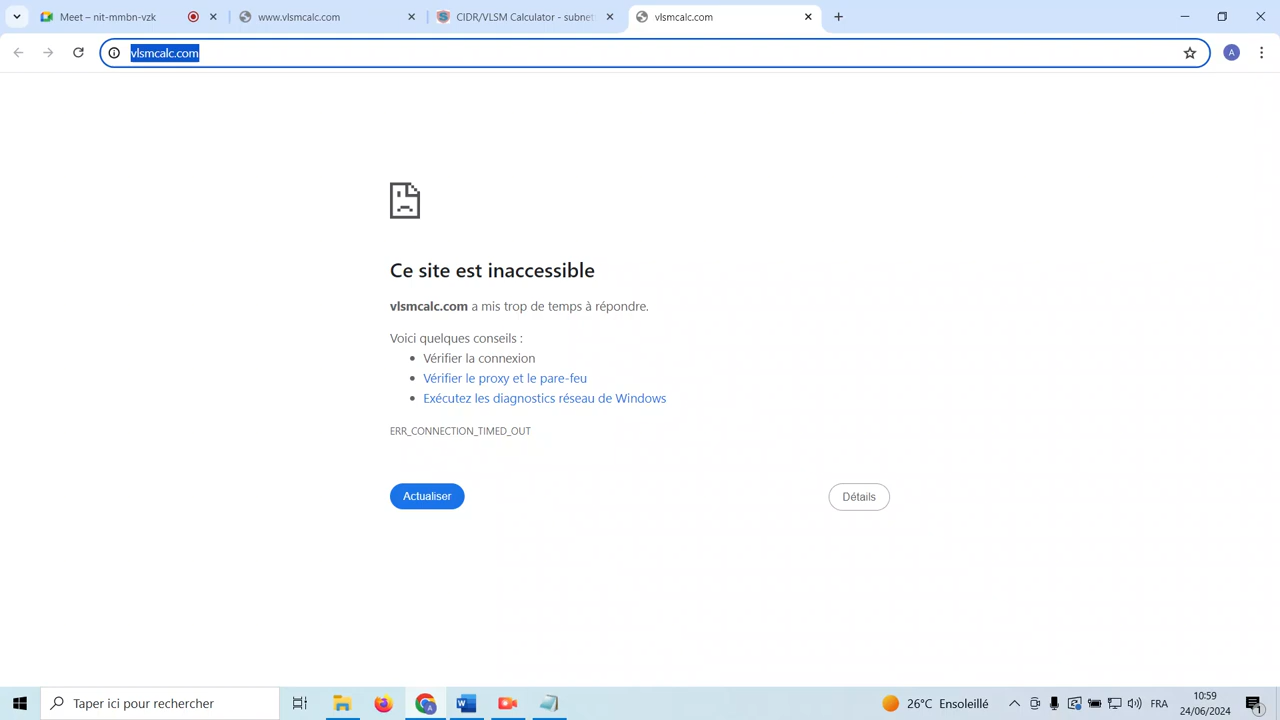 Meet – nit-mmbn-vzk
www.vlsmcalc.com
CIDR/VLSM Calculator - subnet
vlsmcalc.com
vlsmcalc.com
A
Ce site est inaccessible
vlsmcalc.com a mis trop de temps à répondre.
Voici quelques conseils :
Vérifier la connexion
Vérifier le proxy et le pare-feu
Exécutez les diagnostics réseau de Windows
ERR_CONNECTION_TIMED_OUT
Actualiser
Détails
Taper ici pour rechercher
A
W
26°C Ensoleillé
FRA
10:59
24/06/2024
1